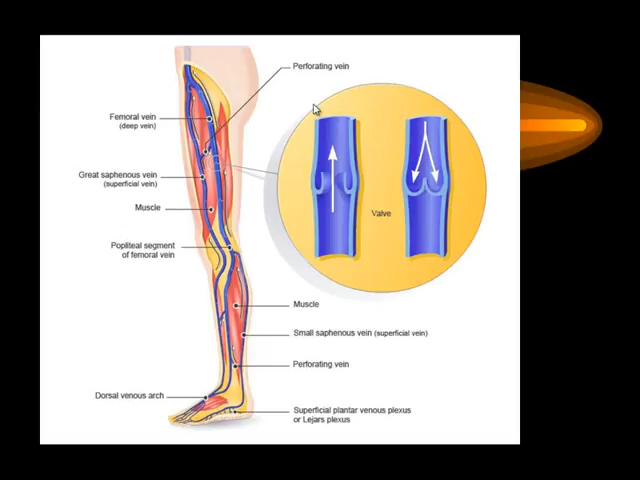 Perforating vein
Femoral vein
(deep vein)
Great saphenous vein
(superficial vein)
Muscle
Valve
Popliteal segment
of femoral vein
Muscle
Small saphenous vein (superficial vein)
Perforating vein
Dorsal venous arch
Superficial plantar venous plexus
or Lejars plexus